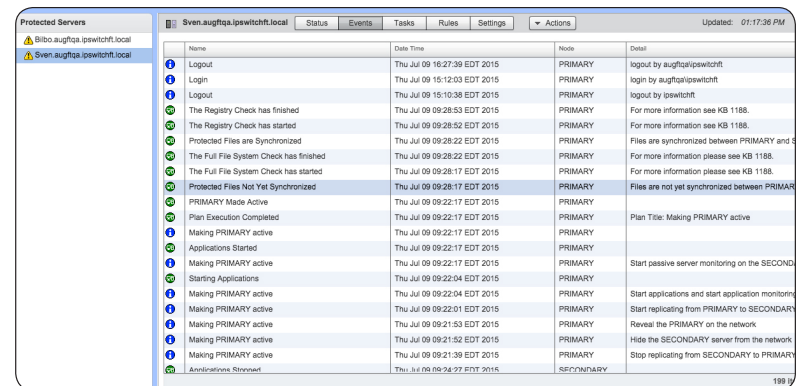 Protected Servers
Bilbo.augftqa.ipswitchft.local
Sven.augftqa.ipswitchft.local
Sven.augftqa.ipswitchft.local Status Events Tasks Rules Settings Actions Updated: 01:17:36 PM
Name Date Time Node Detail
Logout Thu Jul 09 16:27:39 EDT 2015 PRIMARY logout by augftqa\ipswitchft
Login Thu Jul 09 15:12:03 EDT 2015 PRIMARY login by augftqa\ipswitchft
Logout Thu Jul 09 15:10:38 EDT 2015 PRIMARY logout by ipswitchft
The Registry Check has finished Thu Jul 09 09:28:53 EDT 2015 PRIMARY For more information see KB 1188.
The Registry Check has started Thu Jul 09 09:28:52 EDT 2015 PRIMARY For more information see KB 1188.
Protected Files are Synchronized Thu Jul 09 09:28:22 EDT 2015 PRIMARY Files are synchronized between PRIMARY and S
The Full File System Check has finished Thu Jul 09 09:28:22 EDT 2015 PRIMARY For more information please see KB 1188.
The Full File System Check has started Thu Jul 09 09:28:17 EDT 2015 PRIMARY For more information see KB 1188.
Protected Files Not Yet Synchronized Thu Jul 09 09:28:17 EDT 2015 PRIMARY Files are not yet synchronized between PRIMAR
PRIMARY Made Active Thu Jul 09 09:22:17 EDT 2015 PRIMARY
Plan Execution Completed Thu Jul 09 09:22:17 EDT 2015 PRIMARY Plan Title: Making PRIMARY active
Making PRIMARY active Thu Jul 09 09:22:17 EDT 2015 PRIMARY
Applications Started Thu Jul 09 09:22:17 EDT 2015 PRIMARY
Making PRIMARY active Thu Jul 09 09:22:17 EDT 2015 PRIMARY Start passive server monitoring on the SECOND
Starting Applications Thu Jul 09 09:22:04 EDT 2015 PRIMARY
Making PRIMARY active Thu Jul 09 09:22:04 EDT 2015 PRIMARY Start applications and start application monitoring
Making PRIMARY active Thu Jul 09 09:22:01 EDT 2015 PRIMARY Start replicating from PRIMARY to SECONDARY
Making PRIMARY active Thu Jul 09 09:21:53 EDT 2015 PRIMARY Reveal the PRIMARY on the network
Making PRIMARY active Thu Jul 09 09:21:52 EDT 2015 PRIMARY Hide the SECONDARY server from the network
Making PRIMARY active Thu Jul 09 09:21:39 EDT 2015 PRIMARY Stop replicating from SECONDARY to PRIMARY
Applications Stopped Thu Jul 09 09:24:27 EDT 2015 SECONDARY
199 It